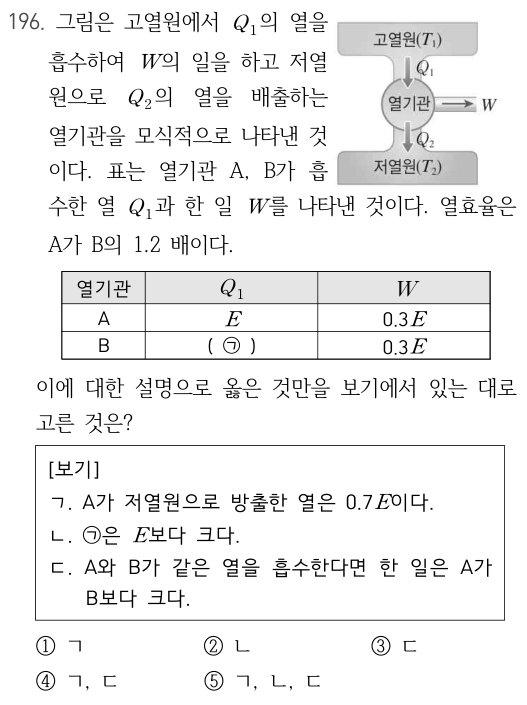 196. 그림은 고열원에서 Q₁의 열을
흡수하여 W의 일을 하고 저열
원으로 Q₂의 열을 배출하는
열기관을 모식적으로 나타낸 것
이다. 표는 열기관 A, B가 흡
수한 열 Q₁과 한 일 W를 나타낸 것이다. 열효율은
A가 B의 1.2 배이다.
고열원(T₁)
Q₁
열기관 W
Q₂
저열원(T₂)
열기관 Q₁ W
A E 0.3E
B ( ㉠ ) 0.3E
이에 대한 설명으로 옳은 것만을 보기에서 있는 대로
고른 것은?
[보기]
ㄱ. A가 저열원으로 방출한 열은 0.7E이다.
ㄴ. ㉠은 E보다 크다.
ㄷ. A와 B가 같은 열을 흡수한다면 한 일은 A가
B보다 크다.
① ㄱ ② ㄴ ③ ㄷ
④ ㄱ, ㄷ ⑤ ㄱ, ㄴ, ㄷ